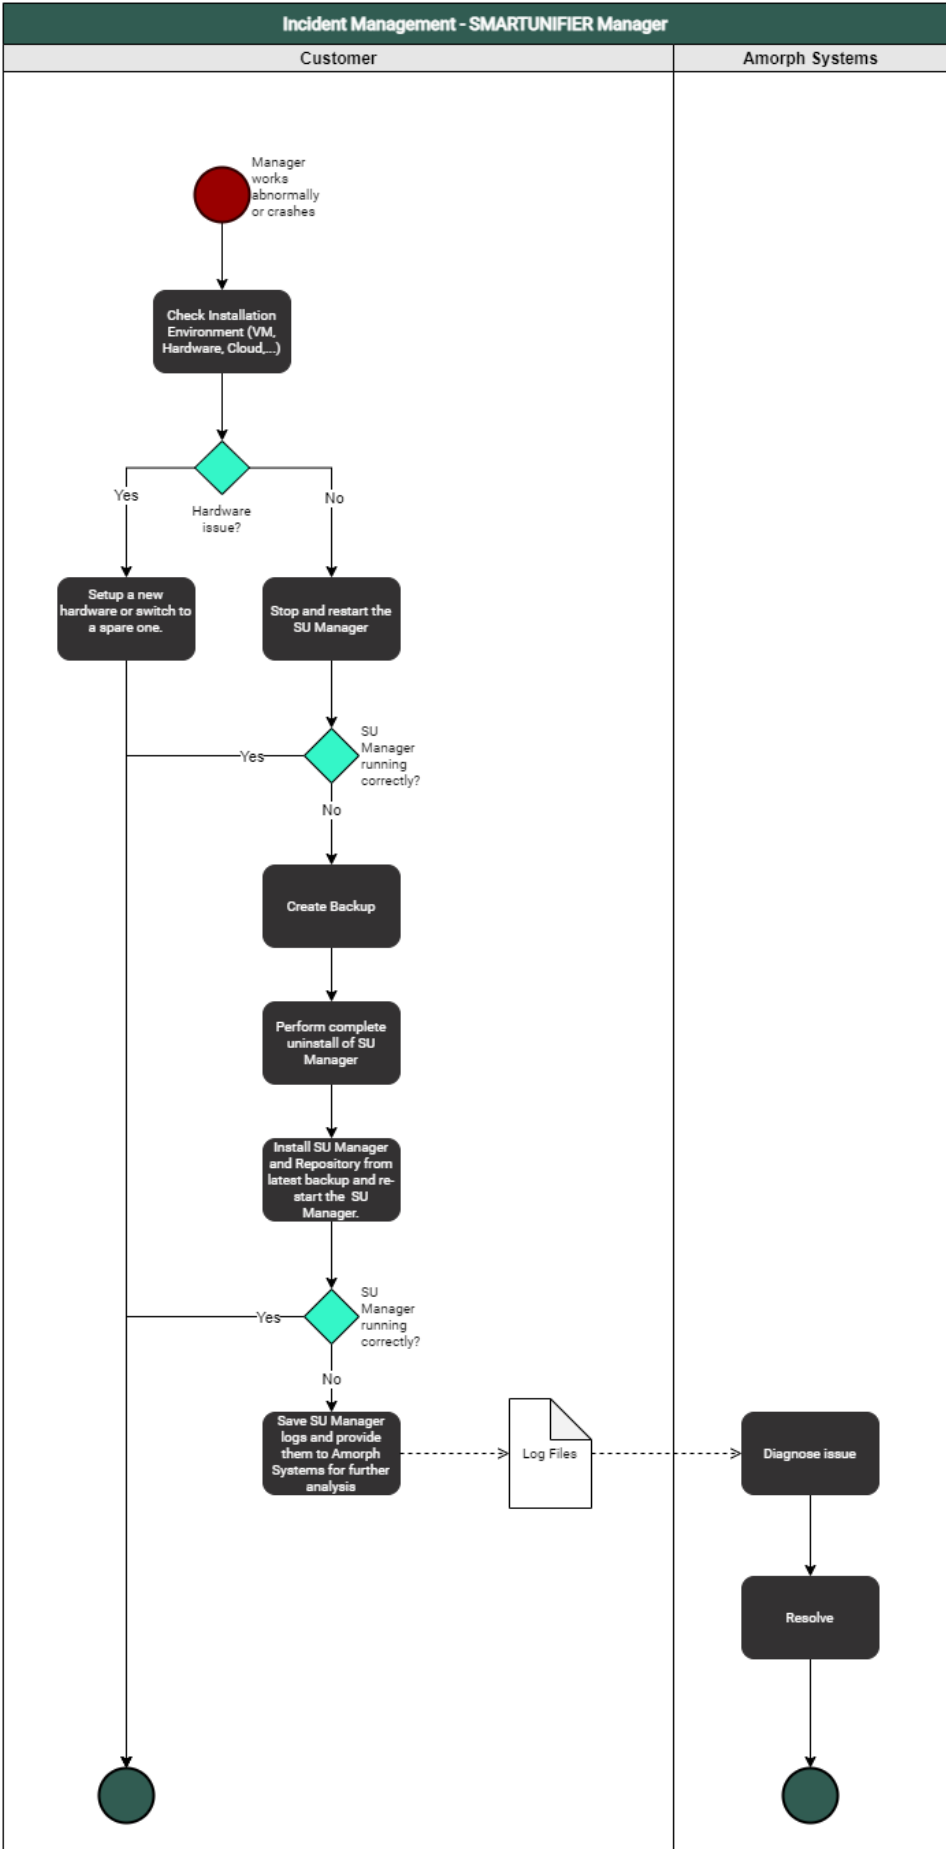 Incident Management - SMARTUNIFIER Manager
Customer
Amorph Systems
Manager
works
abnormally
or crashes
Check Installation
Environment (VM,
Hardware, Cloud,...)
Hardware
issue?
Yes
No
Setup a new
hardware or switch to
a spare one.
Stop and restart the
SU Manager
SU
Manager
running
correctly?
Yes
No
Create Backup
Perform complete
uninstall of SU
Manager
Install SU Manager
and Repository from
latest backup and re-
start the SU
Manager.
SU
Manager
running
correctly?
Yes
No
Save SU Manager
logs and provide
them to Amorph
Systems for further
analysis
Log Files
Diagnose issue
Resolve